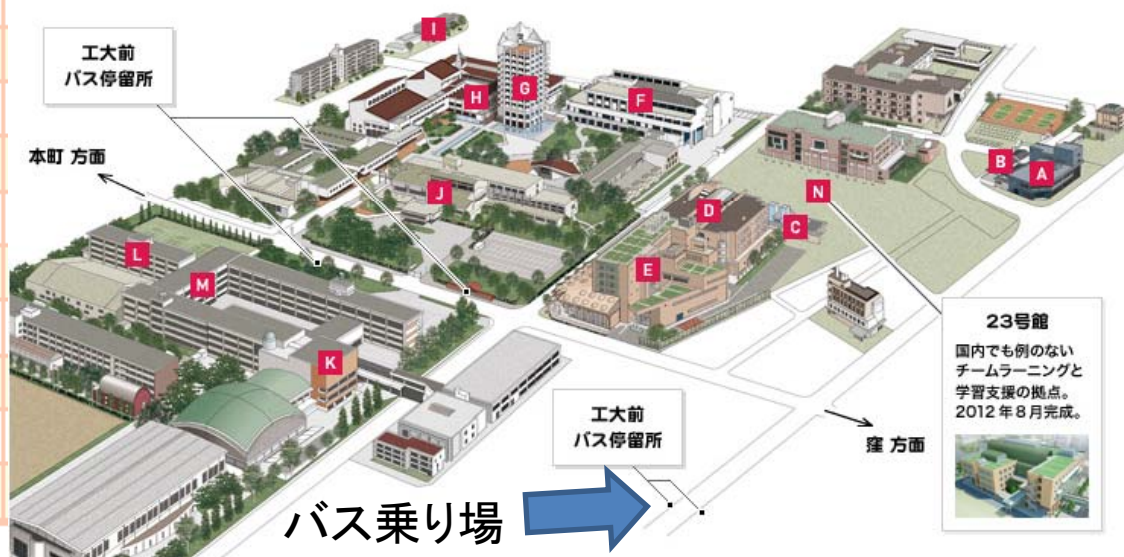 工大前
バス停留所
本町 方面
I
H
G
F
B
A
J
D
N
C
L
M
E
K
23号館
国内でも例のない
チームラーニングと
学習支援の拠点。
2012年8月完成。
工大前
バス停留所
窪 方面
バス乗り場